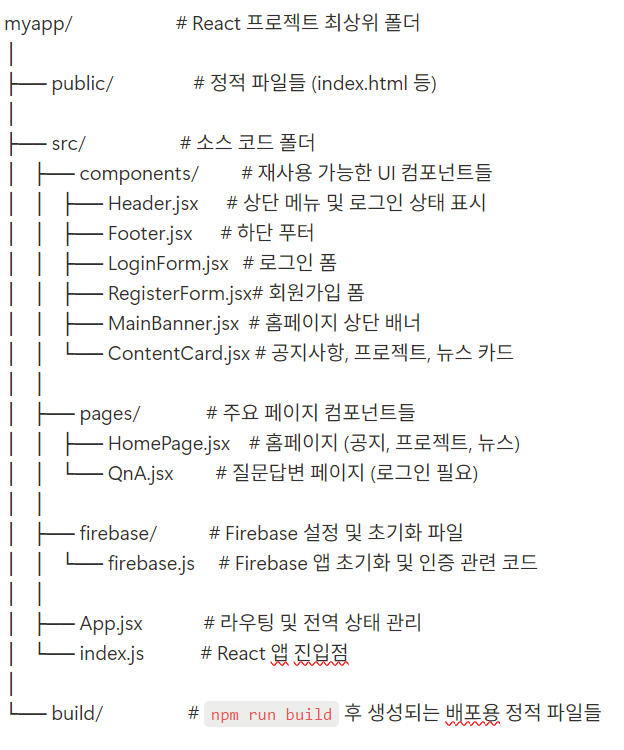 myapp/ # React 프로젝트 최상위 폴더
│
├── public/ # 정적 파일들 (index.html 등)
│
├── src/ # 소스 코드 폴더
│ ├── components/ # 재사용 가능한 UI 컴포넌트들
│ │ ├── Header.jsx # 상단 메뉴 및 로그인 상태 표시
│ │ ├── Footer.jsx # 하단 푸터
│ │ ├── LoginForm.jsx # 로그인 폼
│ │ ├── RegisterForm.jsx# 회원가입 폼
│ │ ├── MainBanner.jsx # 홈페이지 상단 배너
│ │ └── ContentCard.jsx # 공지사항, 프로젝트, 뉴스 카드
│ │
│ ├── pages/ # 주요 페이지 컴포넌트들
│ │ ├── HomePage.jsx # 홈페이지 (공지, 프로젝트, 뉴스)
│ │ └── QnA.jsx # 질문답변 페이지 (로그인 필요)
│ │
│ ├── firebase/ # Firebase 설정 및 초기화 파일
│ │ └── firebase.js # Firebase 앱 초기화 및 인증 관련 코드
│ │
│ ├── App.jsx # 라우팅 및 전역 상태 관리
│ └── index.js # React 앱 진입점
│
└── build/ # npm run build 후 생성되는 배포용 정적 파일들